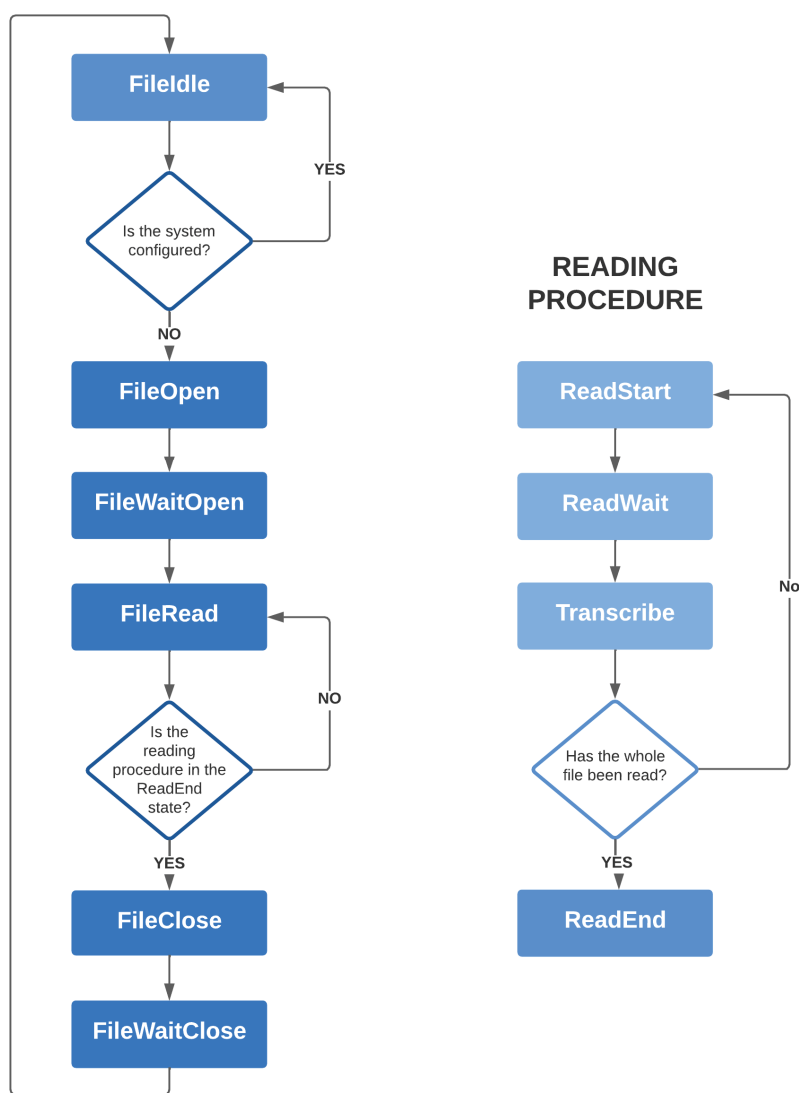 FileIdle
YES
Is the system
configured?
NO
FileOpen
FileWaitOpen
FileRead
NO
Is the
reading
procedure in the
ReadEnd
state?
YES
FileClose
FileWaitClose
READING
PROCEDURE
ReadStart
ReadWait
Transcribe
No
Has the whole
file been read?
YES
ReadEnd